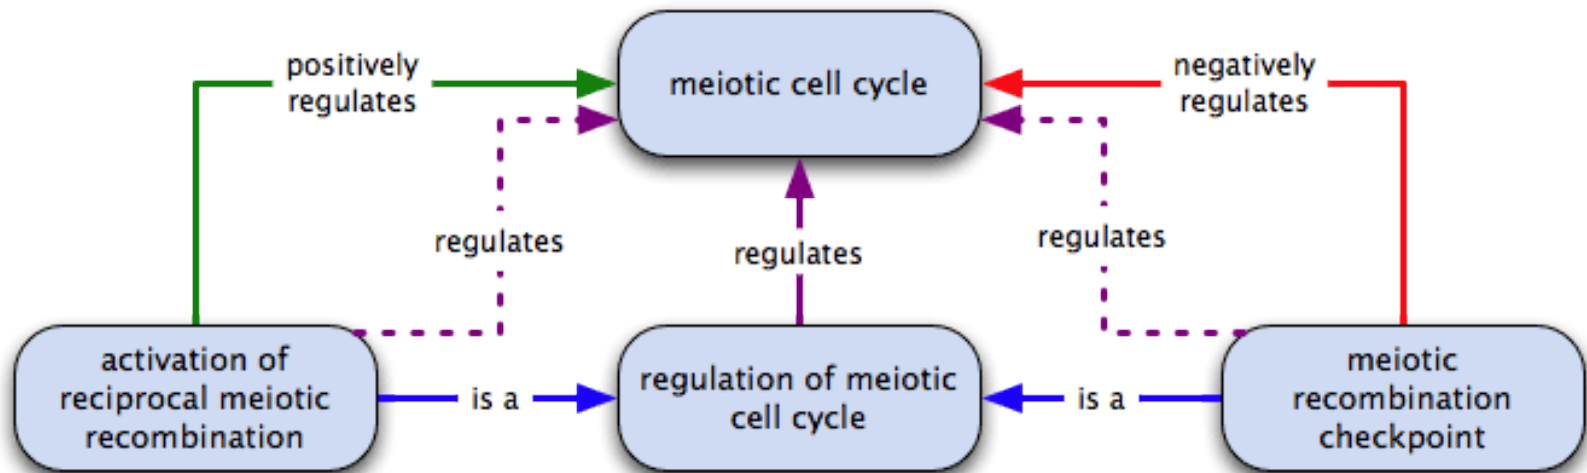 positively
regulates
meiotic cell cycle
negatively
regulates
regulates
regulates
regulates
activation of
reciprocal meiotic
recombination
is a
regulation of meiotic
cell cycle
is a
meiotic
recombination
checkpoint